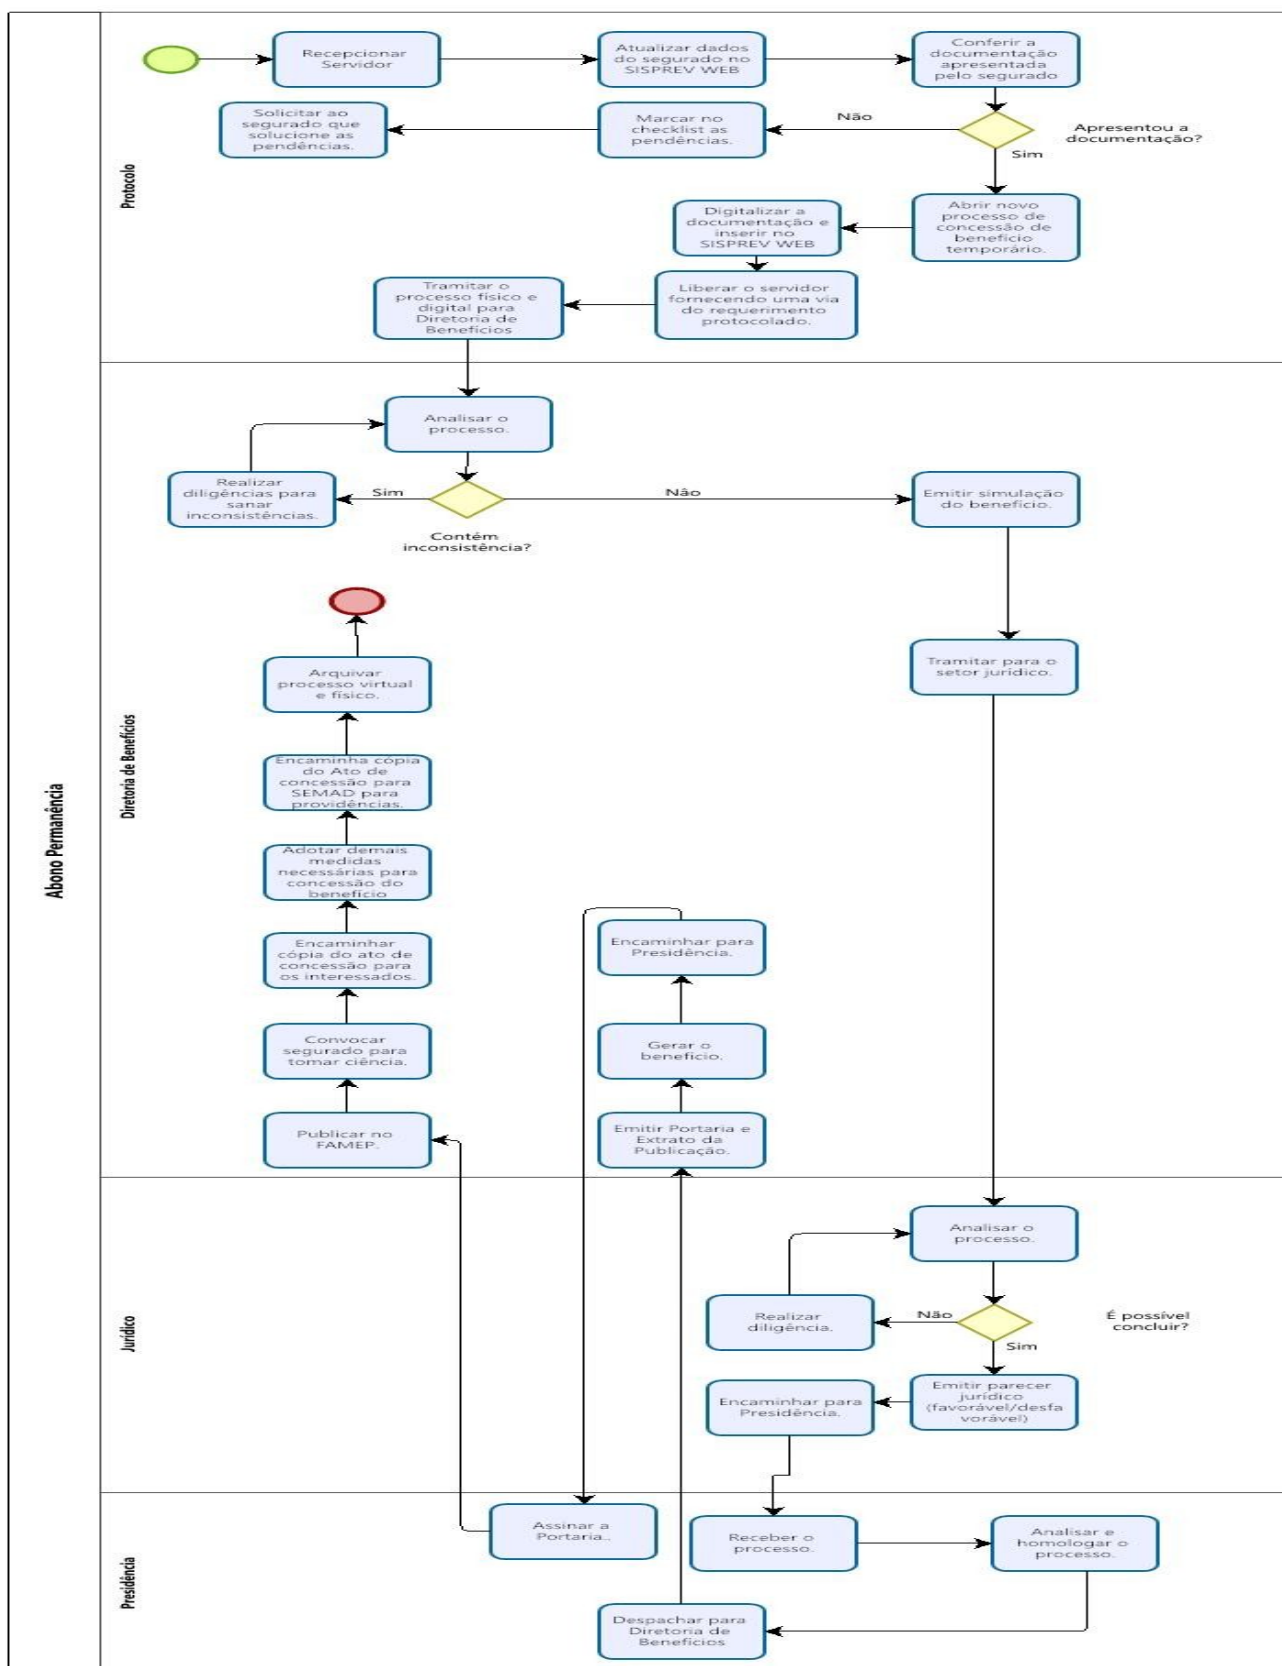 Abono Permanência
Protocolo
Recepcionar
Servidor
Atualizar dados
do segurado no
SISPREV WEB
Conferir a
documentação
apresentada
pelo segurado
Apresentou a
documentação?
Não
Sim
Marcar no
checklist as
pendências.
Solicitar ao
segurado que
solucione as
pendências.
Abrir novo
processo de
concessão de
benefício
temporário.
Digitalizar a
documentação e
inserir no
SISPREV WEB
Liberar o servidor
fornecendo uma via
do requerimento
protocolado.
Tramitar o
processo físico e
digital para
Diretoria de
Benefícios
Diretoria de Benefícios
Analisar o
processo.
Contém
inconsistência?
Sim
Não
Realizar
diligências para
sanar
inconsistências.
Emitir simulação
do benefício.
Tramitar para o
setor jurídico.
Arquivar
processo virtual
e físico.
Encaminha cópia
do Ato de
concessão para
SEMAD para
providências.
Adotar demais
medidas
necessárias para
concessão do
benefício
Encaminhar
cópia do ato de
concessão para
os interessados.
Convocar
segurado para
tomar ciência.
Publicar no
FAMEP.
Encaminhar para
Presidência.
Gerar o
benefício.
Emitir Portaria e
Extrato da
Publicação.
Jurídico
Analisar o
processo.
É possível
concluir?
Não
Sim
Realizar
diligência.
Emitir parecer
jurídico
(favorável/desfa
vorável)
Encaminhar para
Presidência.
Presidência
Assinar a
Portaria..
Receber o
processo.
Analisar e
homologar o
processo.
Despachar para
Diretoria de
Benefícios